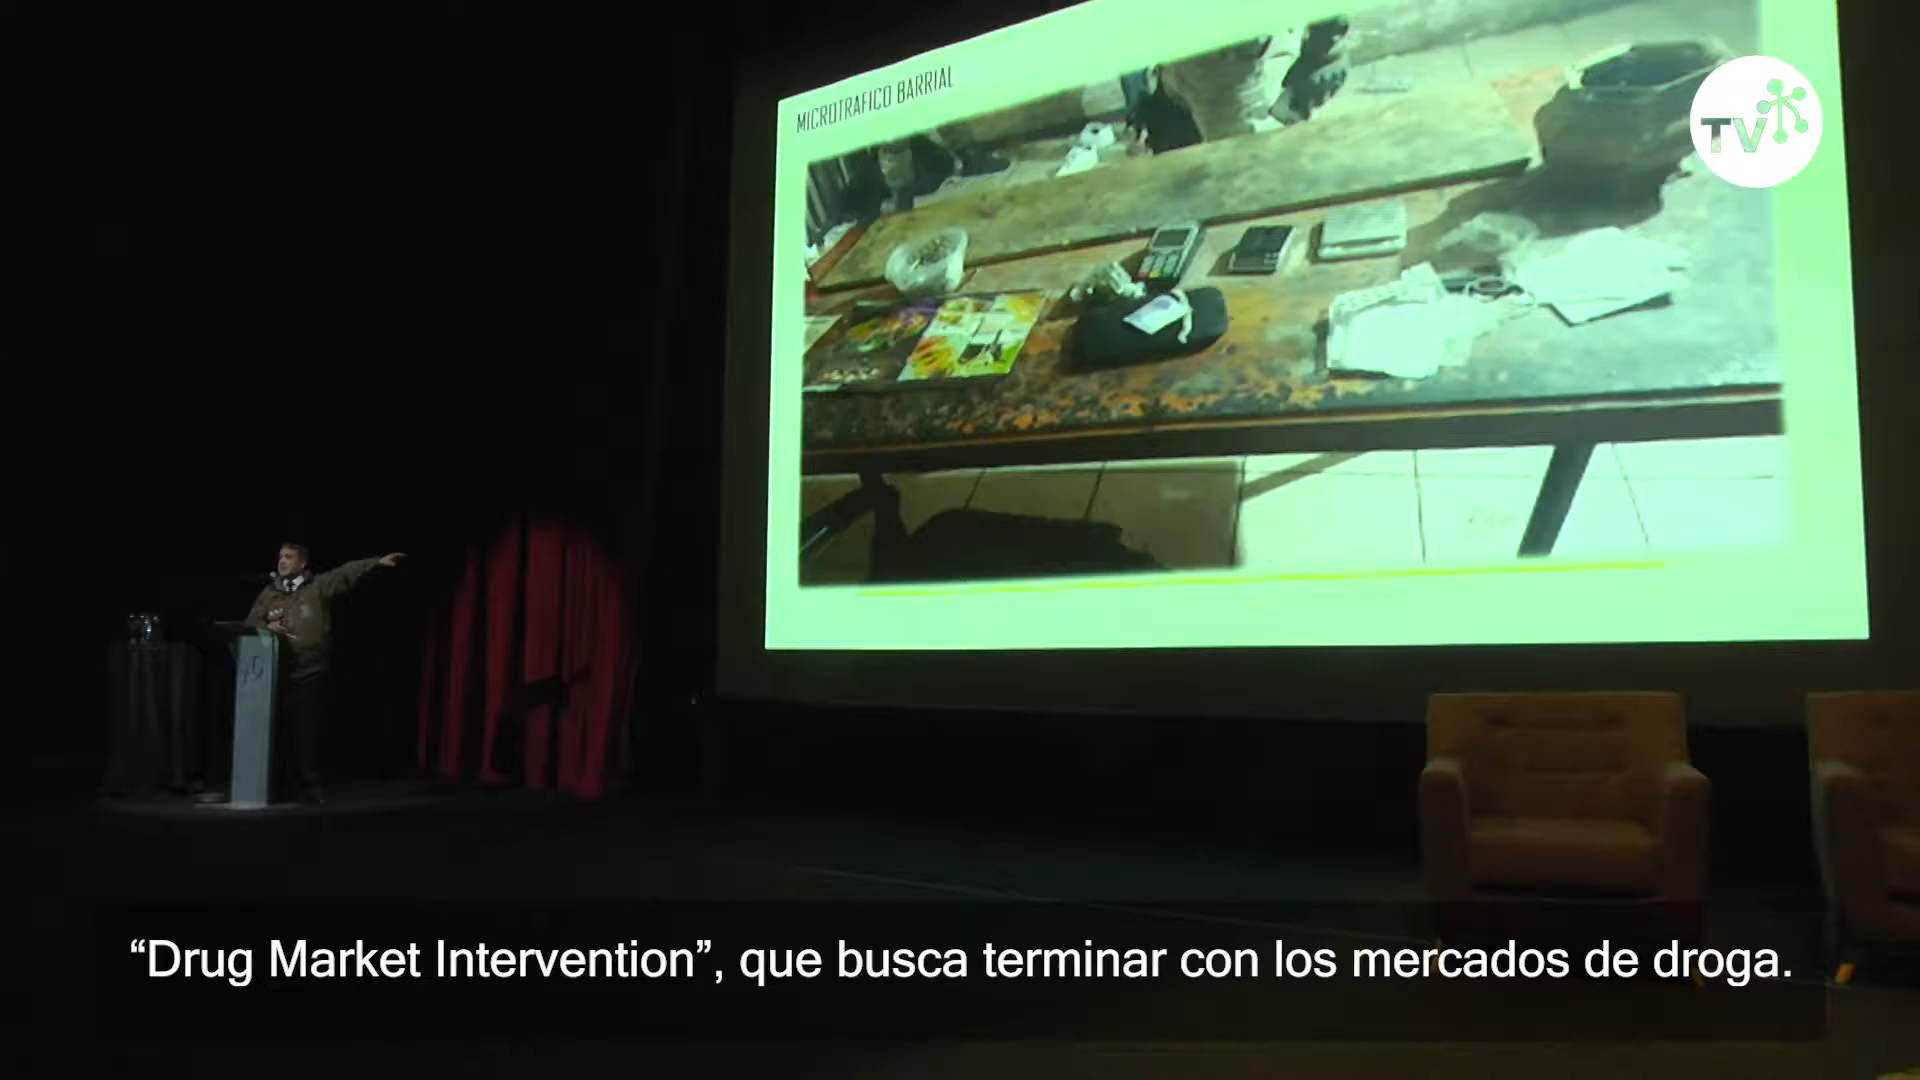 MICROTRAFICO BARRIAL
TV
“Drug Market Intervention”, que busca terminar con los mercados de droga.